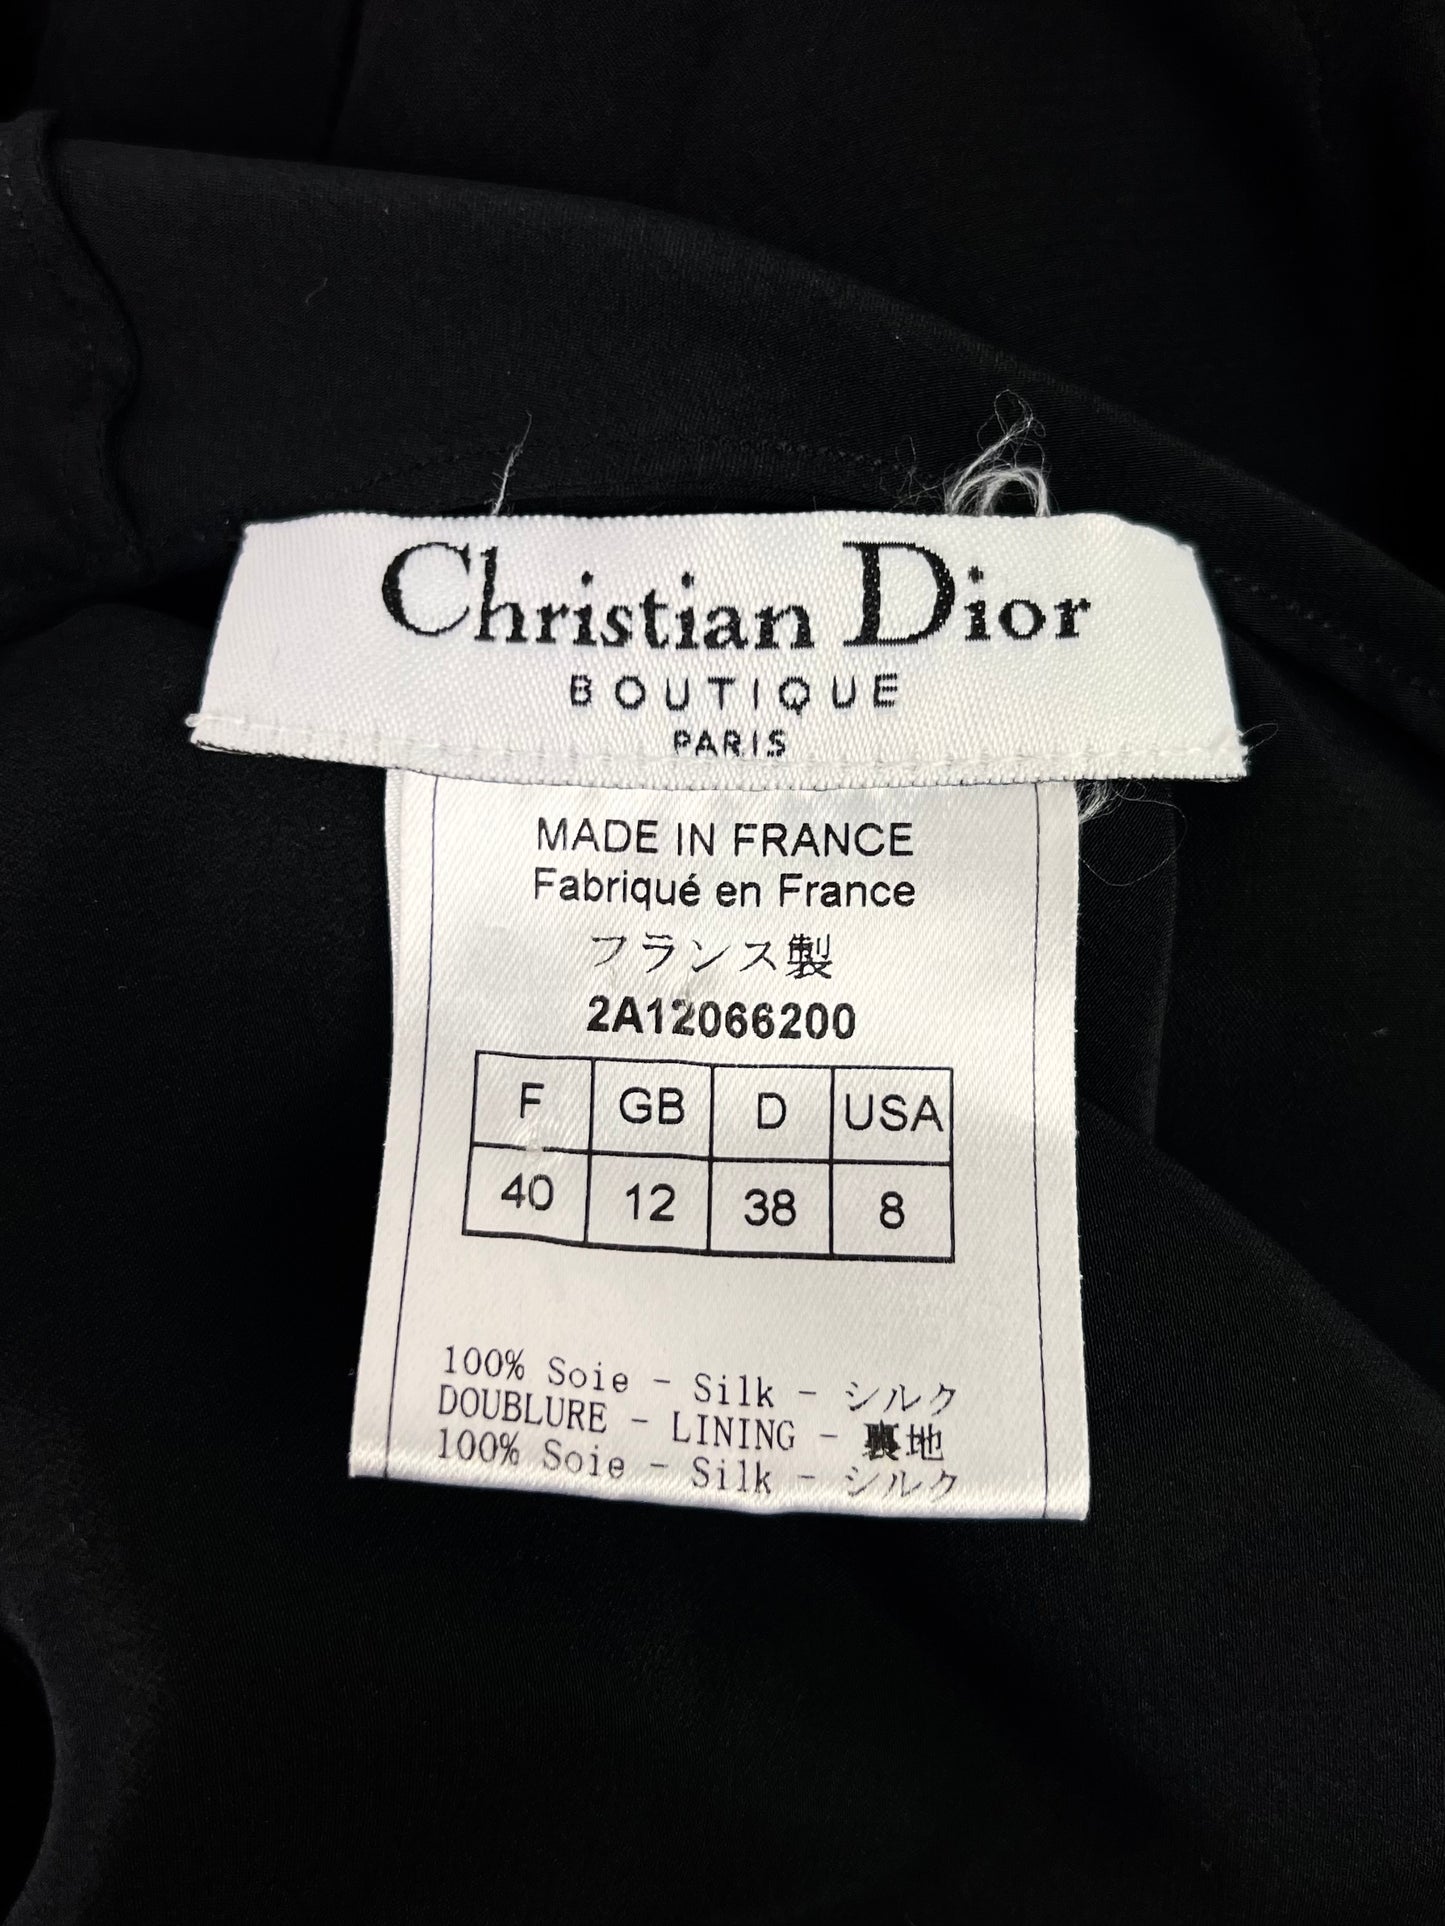 Christian Dior
BOUTIQUE
PARIS
MADE IN FRANCE
Fabriqué en France
フランス製
2A12066200
F GB D USA
40 12 38 8
100% Soie - Silk - シルク
DOUBLURE - LINING - 裏地
100% Soie - Silk - シルク